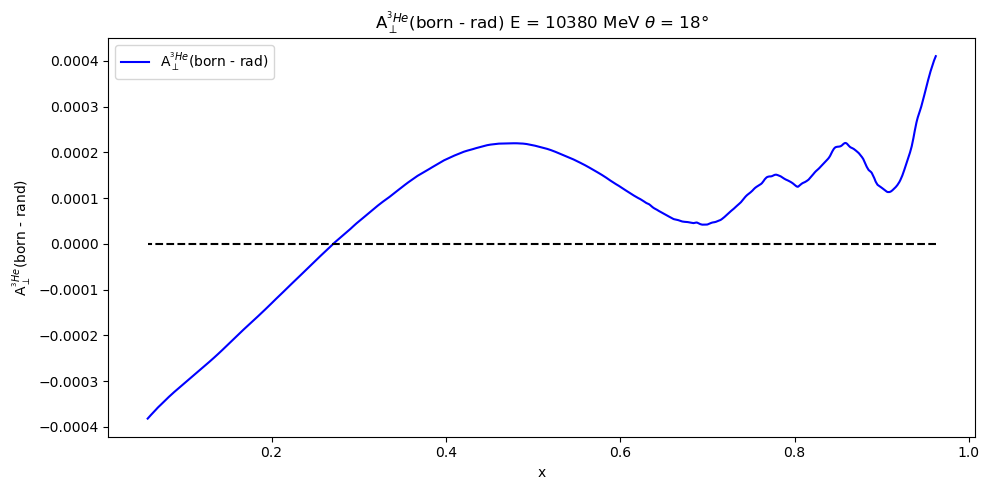 A⊥^{3He}(born - rad) E = 10380 MeV θ = 18°
A⊥^{3He}(born - rad)
A⊥^{3He}(born - rand)
0.0004
0.0003
0.0002
0.0001
0.0000
−0.0001
−0.0002
−0.0003
−0.0004
0.2 0.4 0.6 0.8 1.0
x